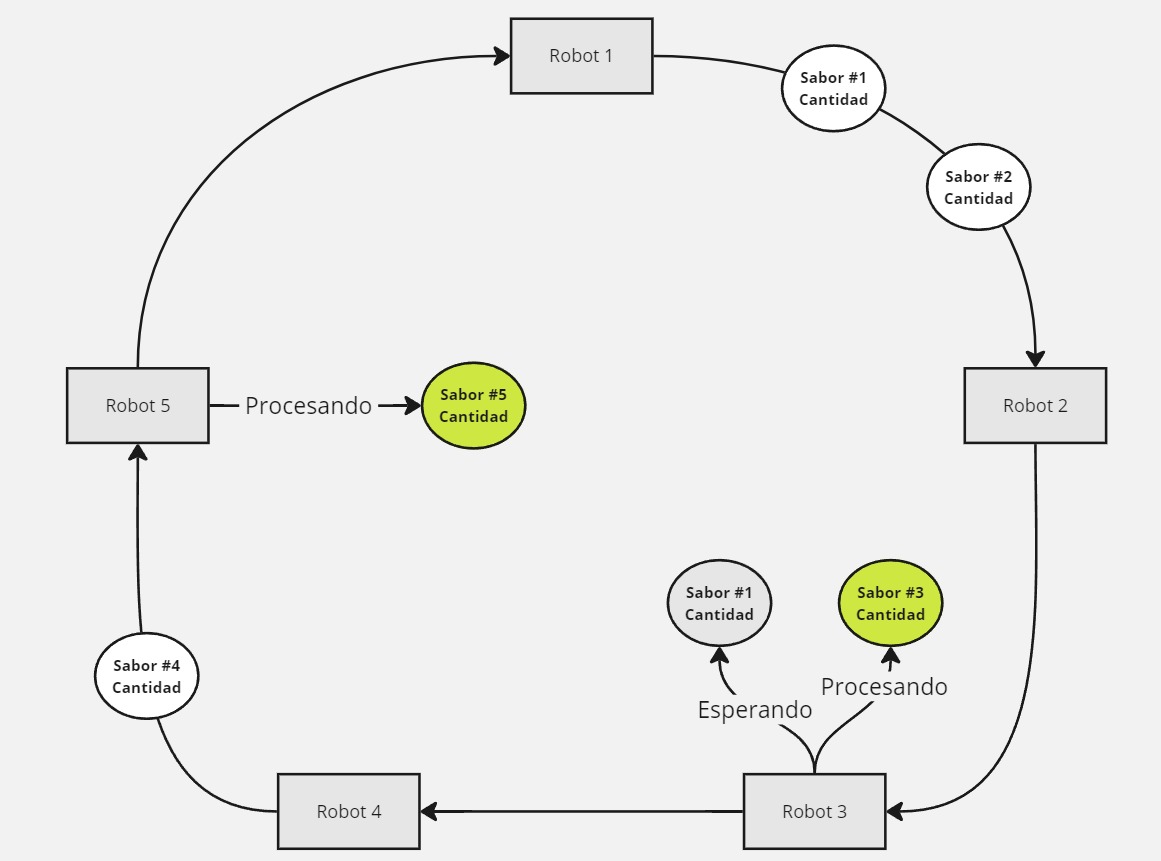 Robot 1
Sabor #1
Cantidad
Sabor #2
Cantidad
Robot 5
Procesando
Sabor #5
Cantidad
Robot 2
Sabor #1
Cantidad
Sabor #3
Cantidad
Sabor #4
Cantidad
Procesando
Esperando
Robot 4
Robot 3